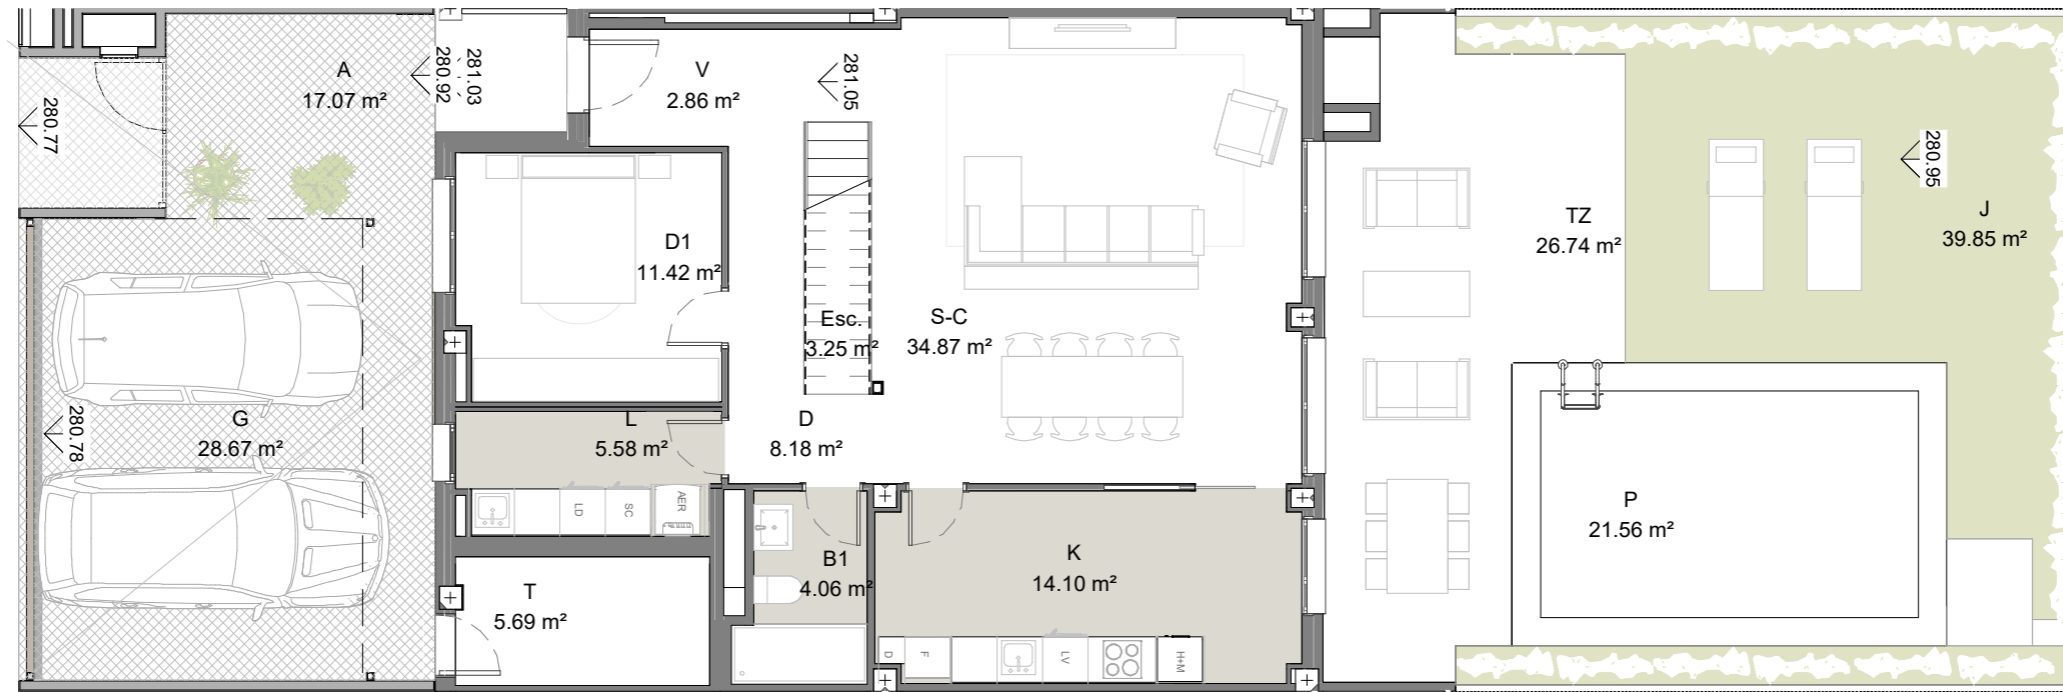 A
17.07 m²
280.77
280.92
281.03
V
2.86 m²
281.05
D1
11.42 m²
Esc.
3.25 m²
S-C
34.87 m²
TZ
26.74 m²
280.95
J
39.85 m²
280.78
G
28.67 m²
L
5.58 m²
D
8.18 m²
LD
SC
AER
P
21.56 m²
T
5.69 m²
B1
4.06 m²
K
14.10 m²
D
F
LV
H+M